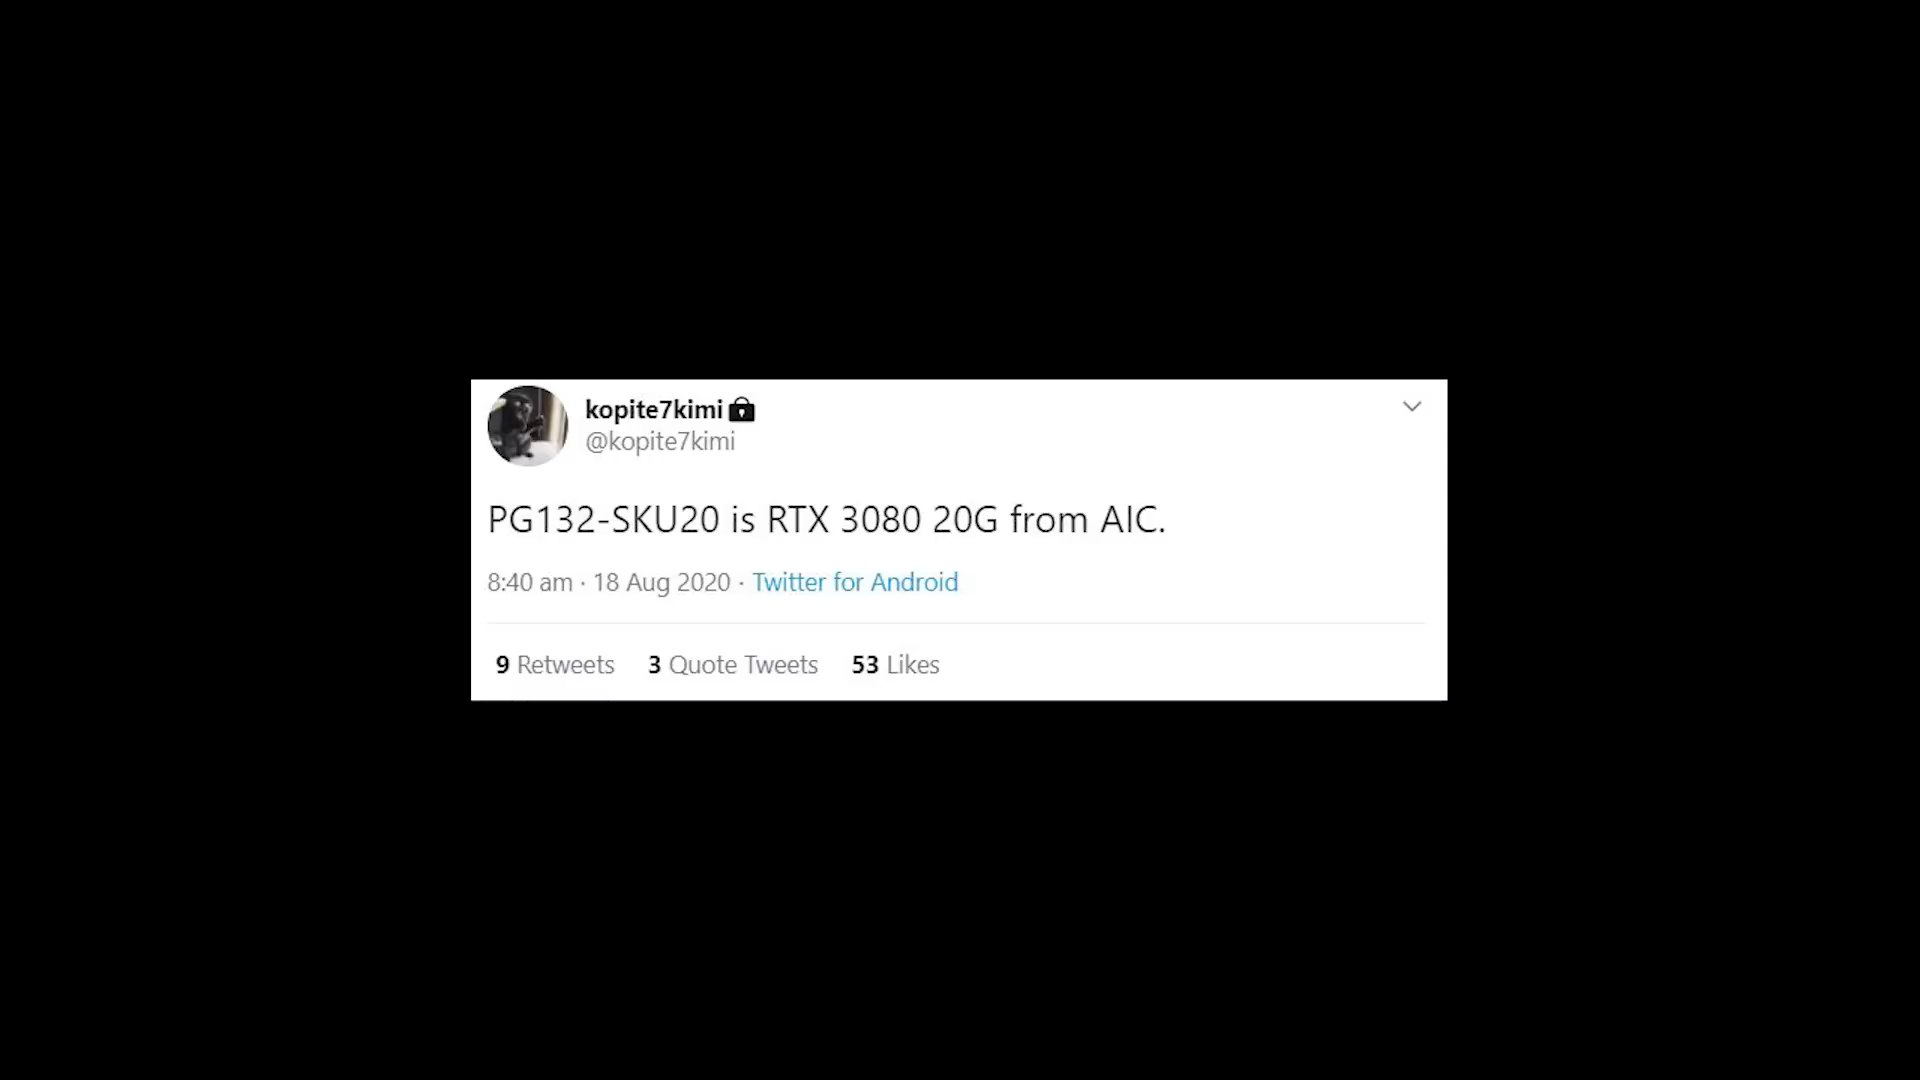 kopite7kimi
@kopite7kimi
PG132-SKU20 is RTX 3080 20G from AIC.
8:40 am · 18 Aug 2020 · Twitter for Android
9 Retweets 3 Quote Tweets 53 Likes